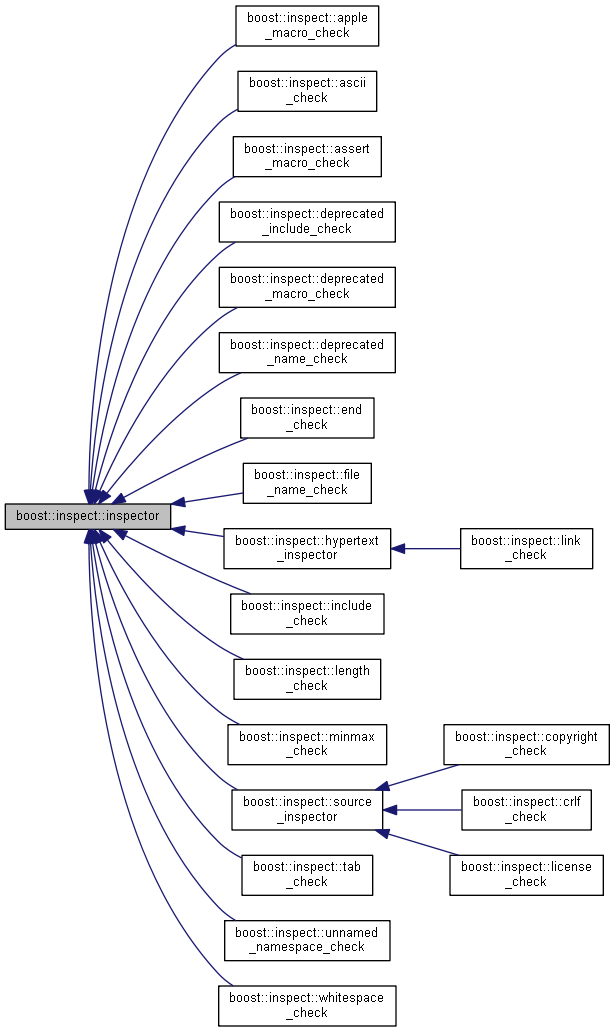 boost::inspect::apple
_macro_check
boost::inspect::ascii
_check
boost::inspect::assert
_macro_check
boost::inspect::deprecated
_include_check
boost::inspect::deprecated
_macro_check
boost::inspect::deprecated
_name_check
boost::inspect::end
_check
boost::inspect::file
_name_check
boost::inspect::inspector
boost::inspect::hypertext
_inspector
boost::inspect::link
_check
boost::inspect::include
_check
boost::inspect::length
_check
boost::inspect::minmax
_check
boost::inspect::copyright
_check
boost::inspect::source
_inspector
boost::inspect::crlf
_check
boost::inspect::tab
_check
boost::inspect::license
_check
boost::inspect::unnamed
_namespace_check
boost::inspect::whitespace
_check